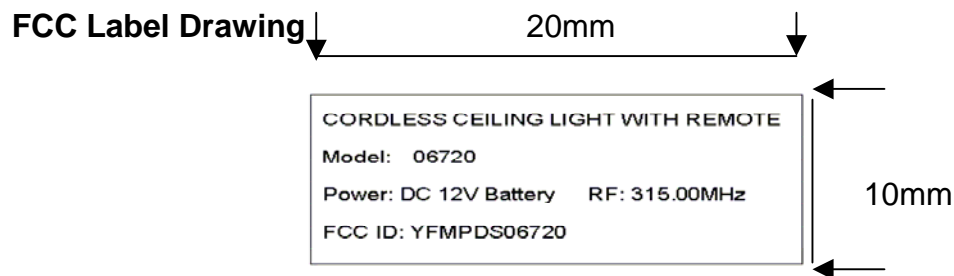 FCC Label Drawing 20mm
CORDLESS CEILING LIGHT WITH REMOTE
Model: 06720
Power: DC 12V Battery RF: 315.00MHz
10mm
FCC ID: YFMPDS06720